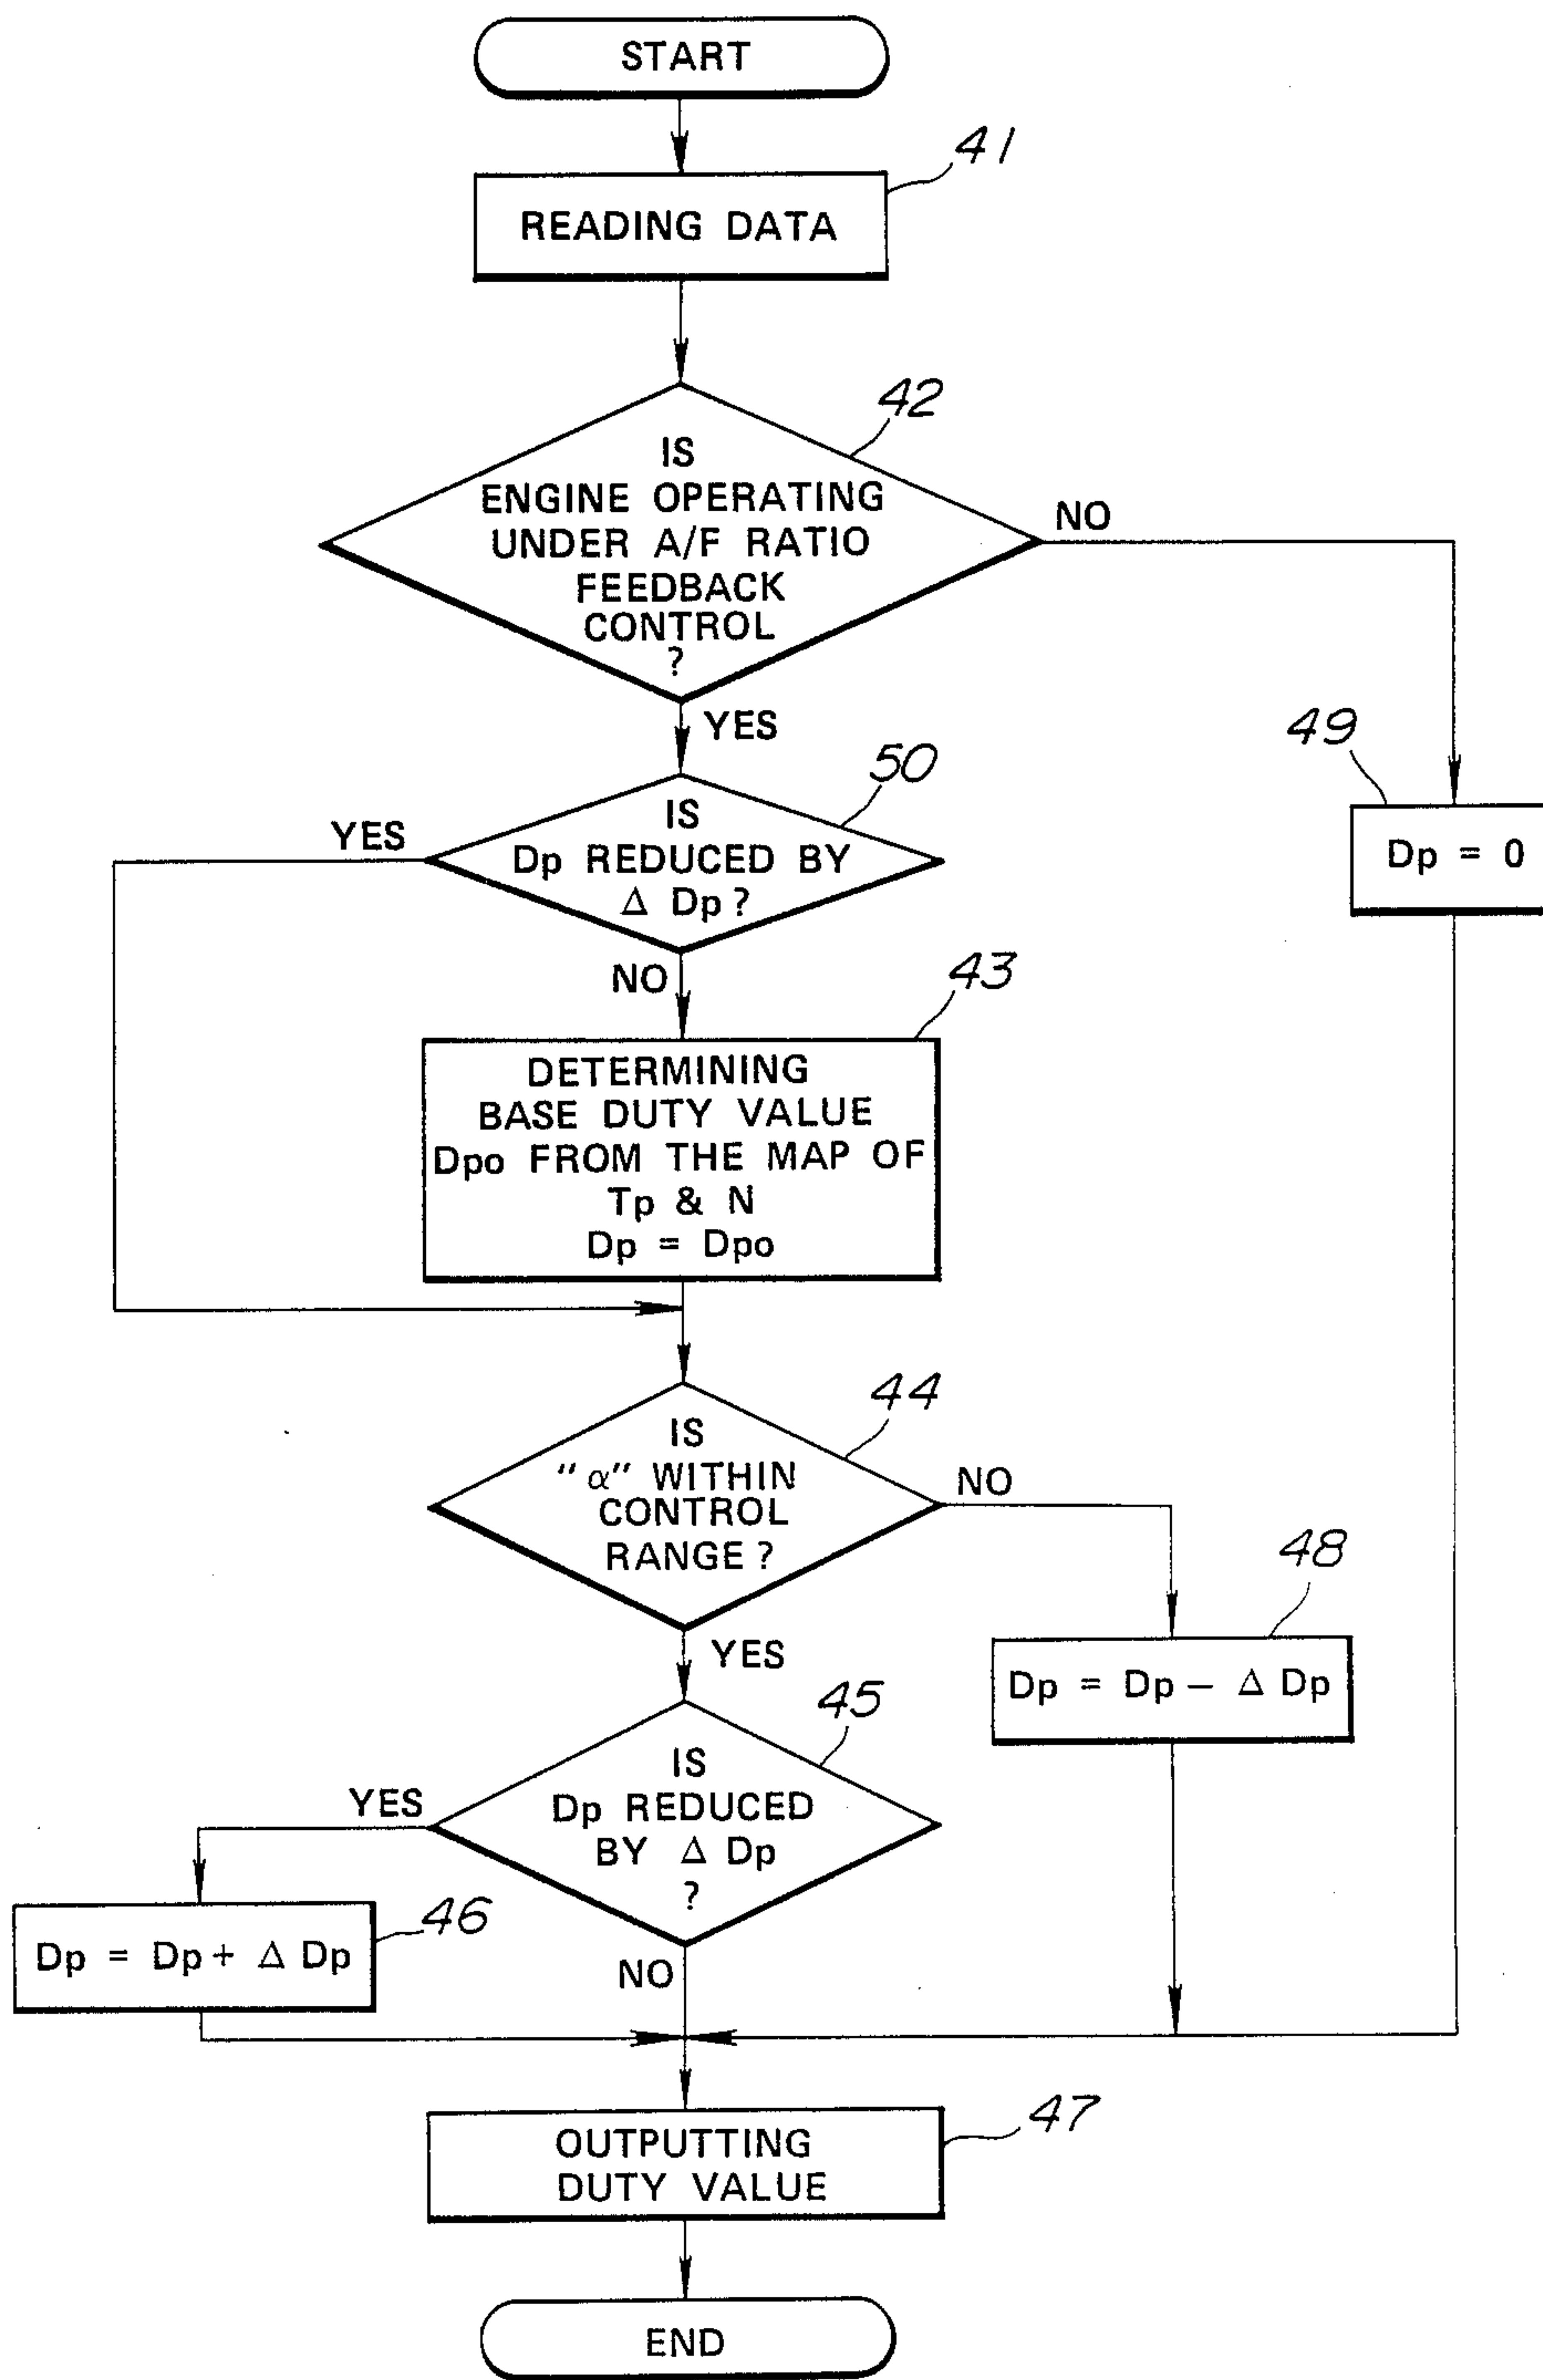 START
41
READING DATA
42
IS
ENGINE OPERATING
UNDER A/F RATIO
FEEDBACK
CONTROL
?
NO
YES
49
Dp = 0
50
IS
Dp REDUCED BY
Δ Dp ?
YES
NO
43
DETERMINING
BASE DUTY VALUE
Dpo FROM THE MAP OF
Tp & N
Dp = Dpo
44
IS
"α" WITHIN
CONTROL
RANGE ?
NO
YES
48
Dp = Dp – Δ Dp
45
IS
Dp REDUCED
BY Δ Dp
?
YES
NO
46
Dp = Dp + Δ Dp
47
OUTPUTTING
DUTY VALUE
END